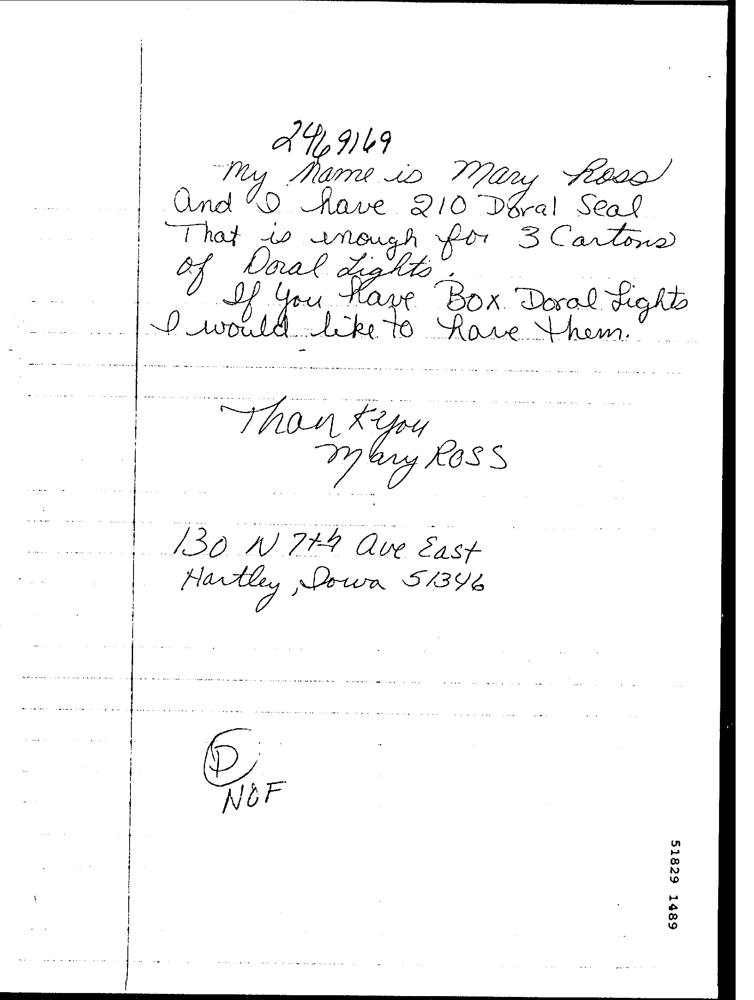 2469169
My name is Mary Ross
And I have 210 Doral Seal
That is enough for 3 Cartons
of Doral Lights.
If you have Box Doral Lights
I would like to have them.
Thank you
Mary Ross
130 N 7th Ave East
Hartley, Iowa 51346
D
NOF
51829 1489